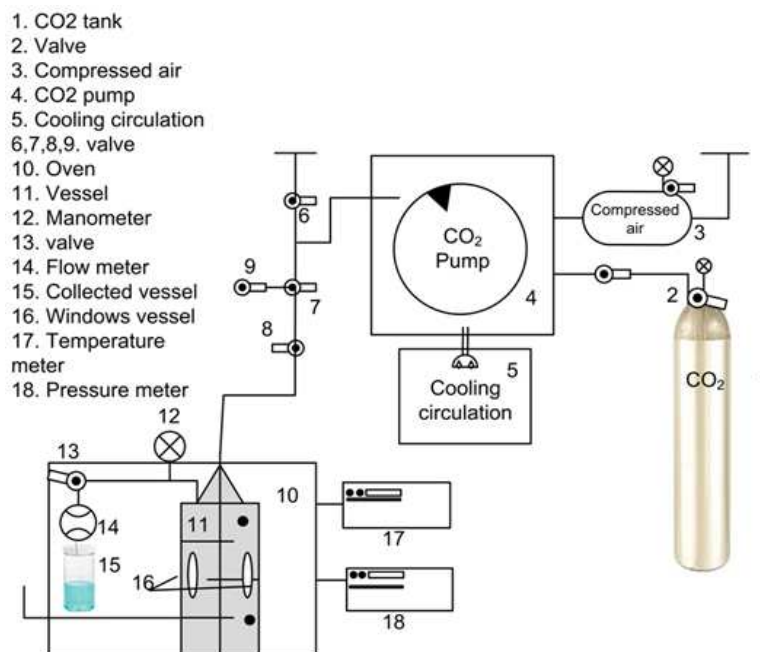 1. CO2 tank
2. Valve
3. Compressed air
4. CO2 pump
5. Cooling circulation
6,7,8,9. valve
10. Oven
11. Vessel
12. Manometer
13. valve
14. Flow meter
15. Collected vessel
16. Windows vessel
17. Temperature
meter
18. Pressure meter
6
9
7
8
CO₂
Pump
4
Compressed
air
3
2
CO₂
5
Cooling
circulation
12
13
10
11
14
15
16
17
18